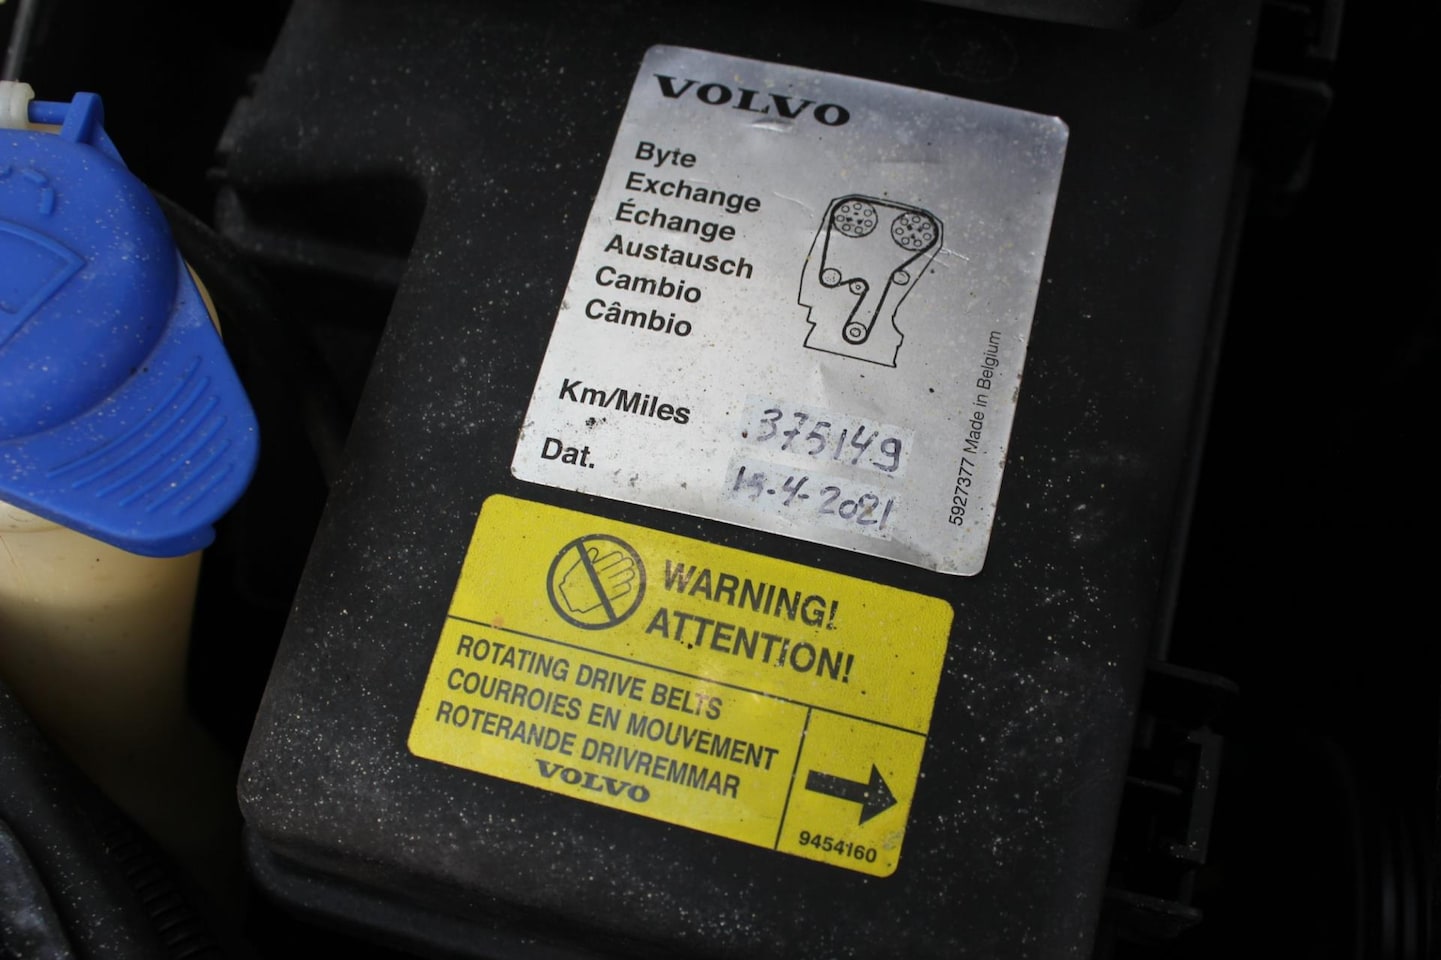 VOLVO
Byte
Exchange
Échange
Austausch
Cambio
Câmbio
Km/Miles 375149
Dat. 15-4-2021
5927377 Made in Belgium
WARNING!
ATTENTION!
ROTATING DRIVE BELTS
COURROIES EN MOUVEMENT
ROTERANDE DRIVREMMAR
VOLVO
9454160